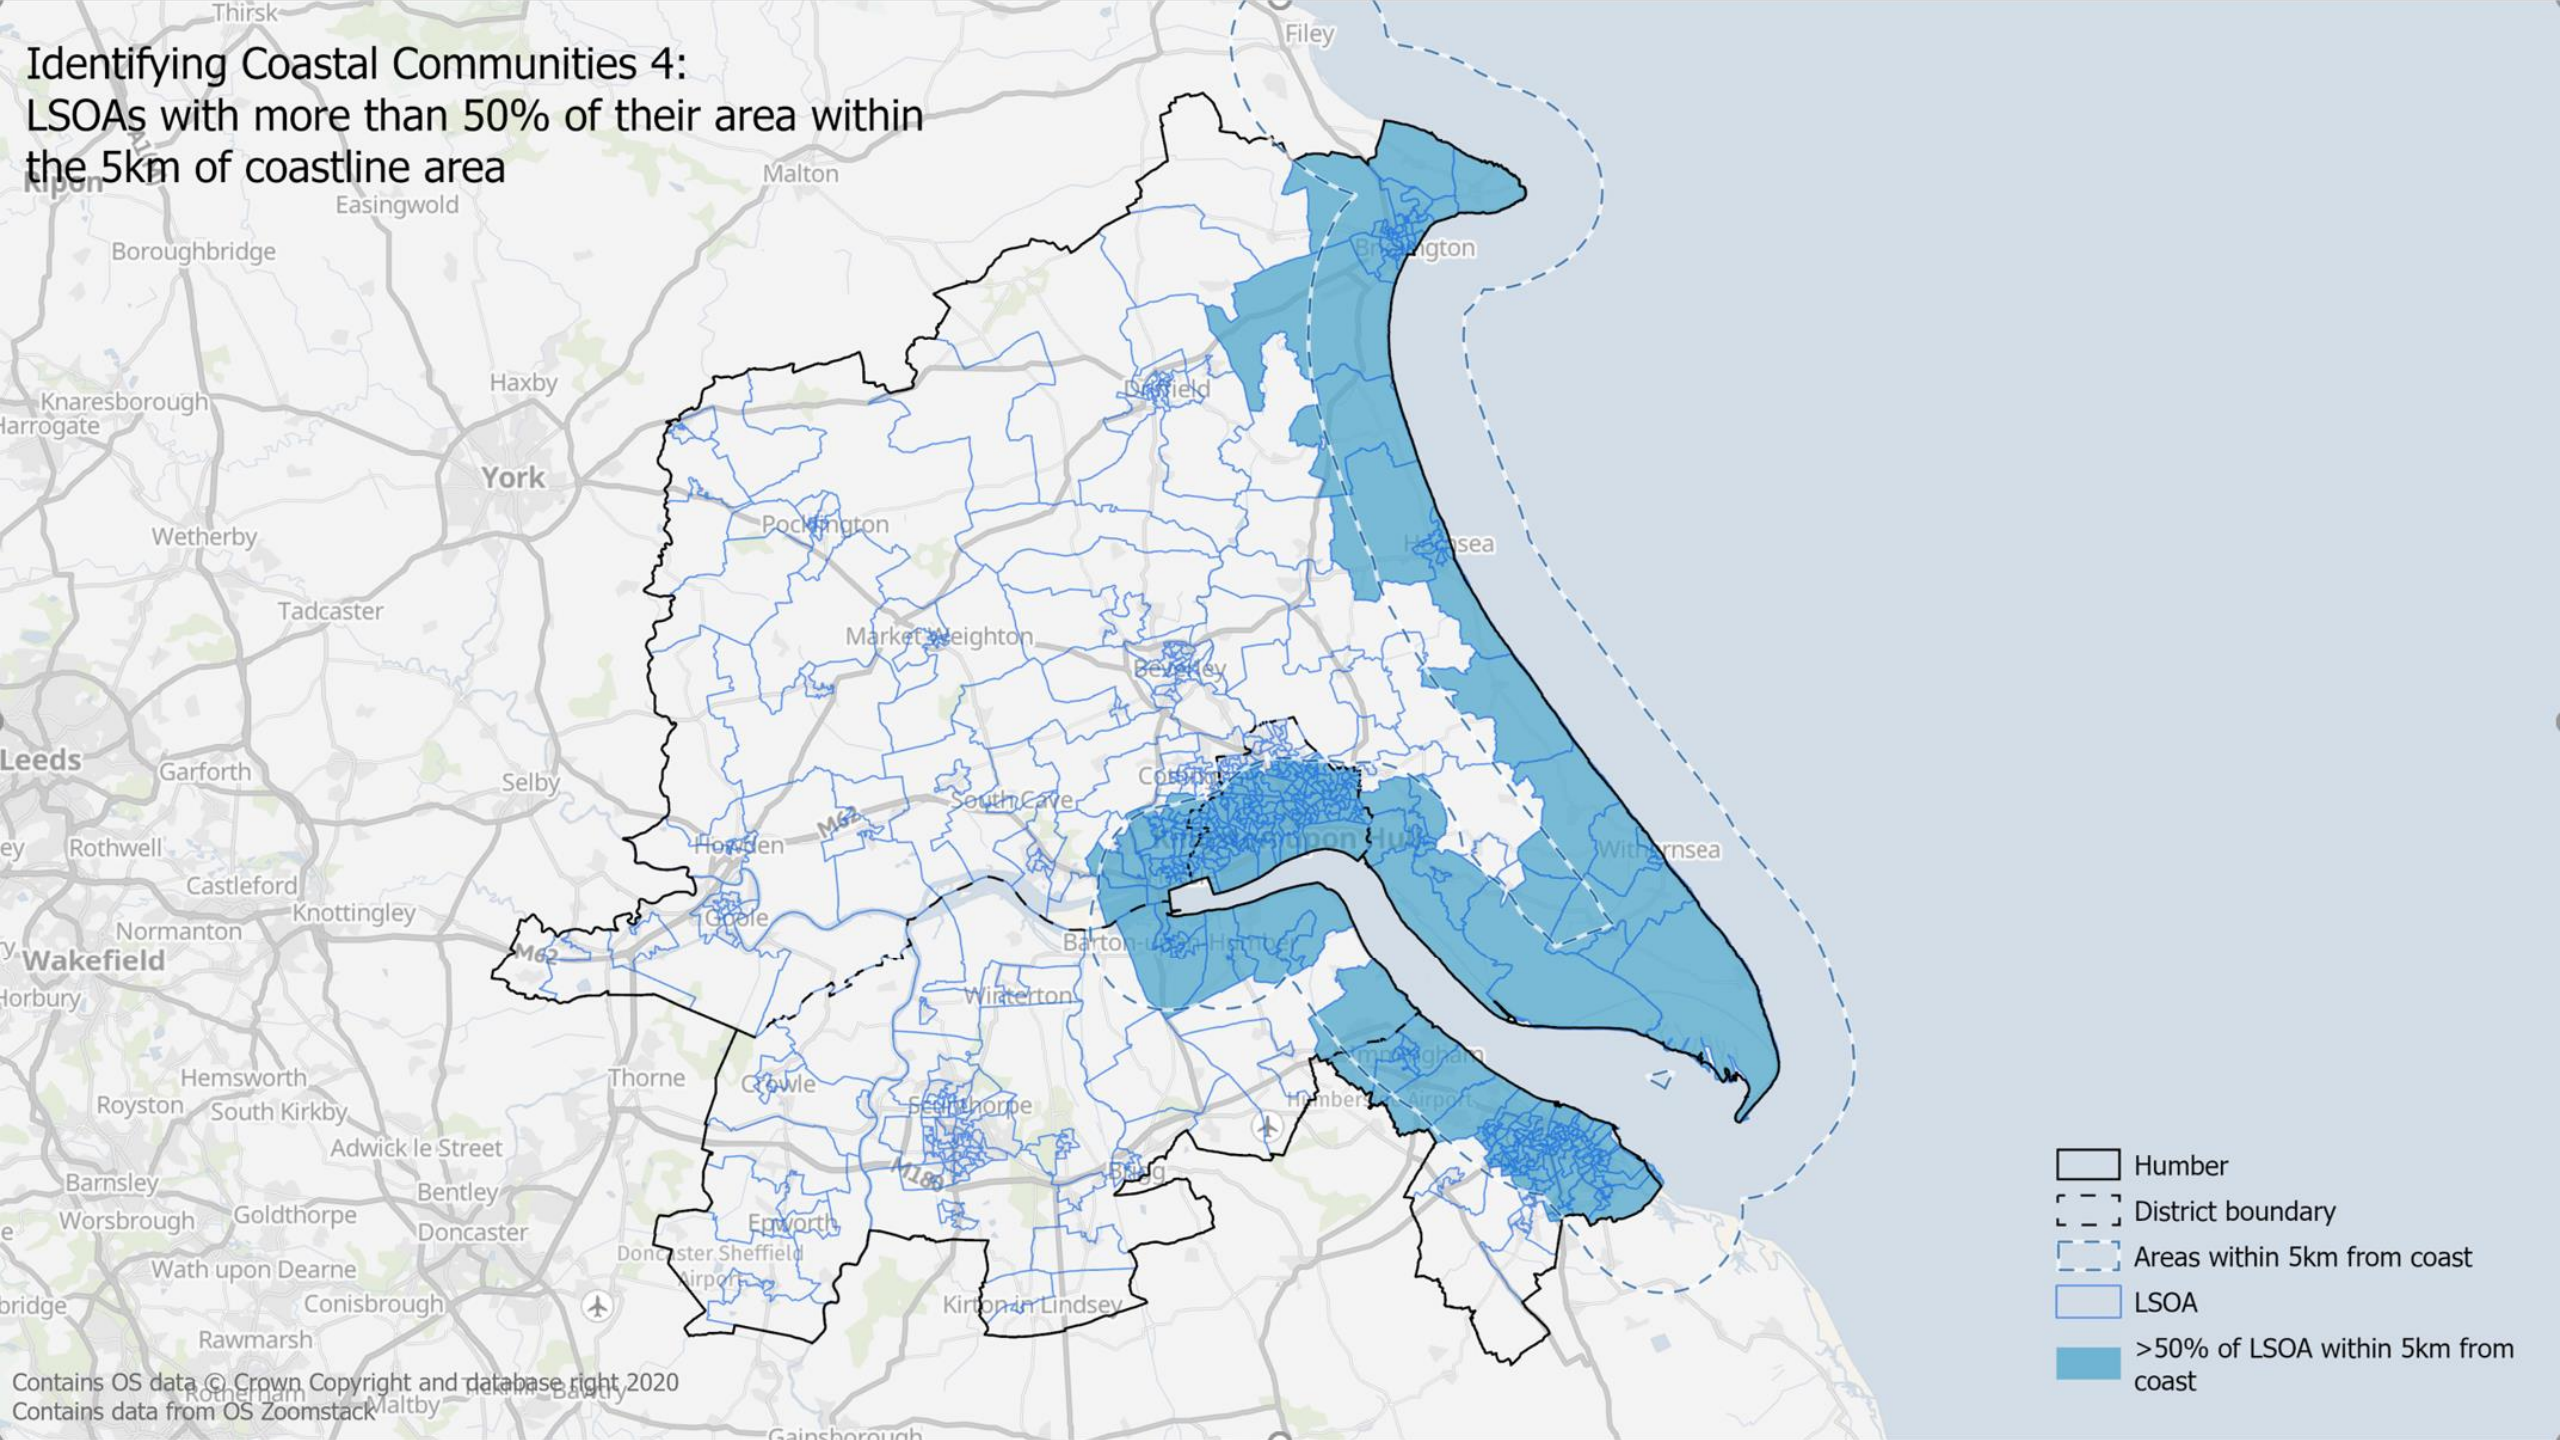 Identifying Coastal Communities 4:
LSOAs with more than 50% of their area within
the 5km of coastline area
Thirsk
Filey
Malton
Ripon
Easingwold
Boroughbridge
Haxby
Knaresborough
Harrogate
York
Wetherby
Pocklington
Tadcaster
Market Weighton
Beverley
Leeds
Garforth
Selby
South Cave
M62
Howden
Rothwell
Castleford
Knottingley
Goole
Normanton
M62
Wakefield
Horbury
Winterton
Barton-upon-Humber
Withernsea
Hornsea
Bridlington
Driffield
Immingham
Hemsworth
Thorne
Crowle
Royston
South Kirkby
Scunthorpe
Humberside Airport
Adwick le Street
Barnsley
Bentley
M180
Brigg
Worsbrough
Goldthorpe
Doncaster
Epworth
Doncaster Sheffield
Airport
Wath upon Dearne
Conisbrough
Kirton in Lindsey
Rawmarsh
Rotherham
Maltby
Bawtry
Gainsborough
Humber
District boundary
Areas within 5km from coast
LSOA
>50% of LSOA within 5km from
coast
Contains OS data © Crown Copyright and database right 2020
Contains data from OS Zoomstack